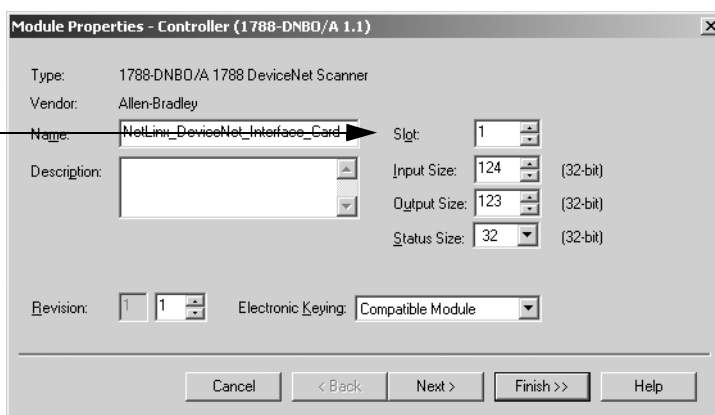 Module Properties - Controller (1788-DNBO/A 1.1)
Type: 1788-DNBO/A 1788 DeviceNet Scanner
Vendor: Allen-Bradley
Name: NetLinx_DeviceNet_Interface_Card Slot: 1
Description: Input Size: 124 (32-bit)
Output Size: 123 (32-bit)
Status Size: 32 (32-bit)
Revision: 1 1 Electronic Keying: Compatible Module
Cancel < Back Next > Finish >> Help